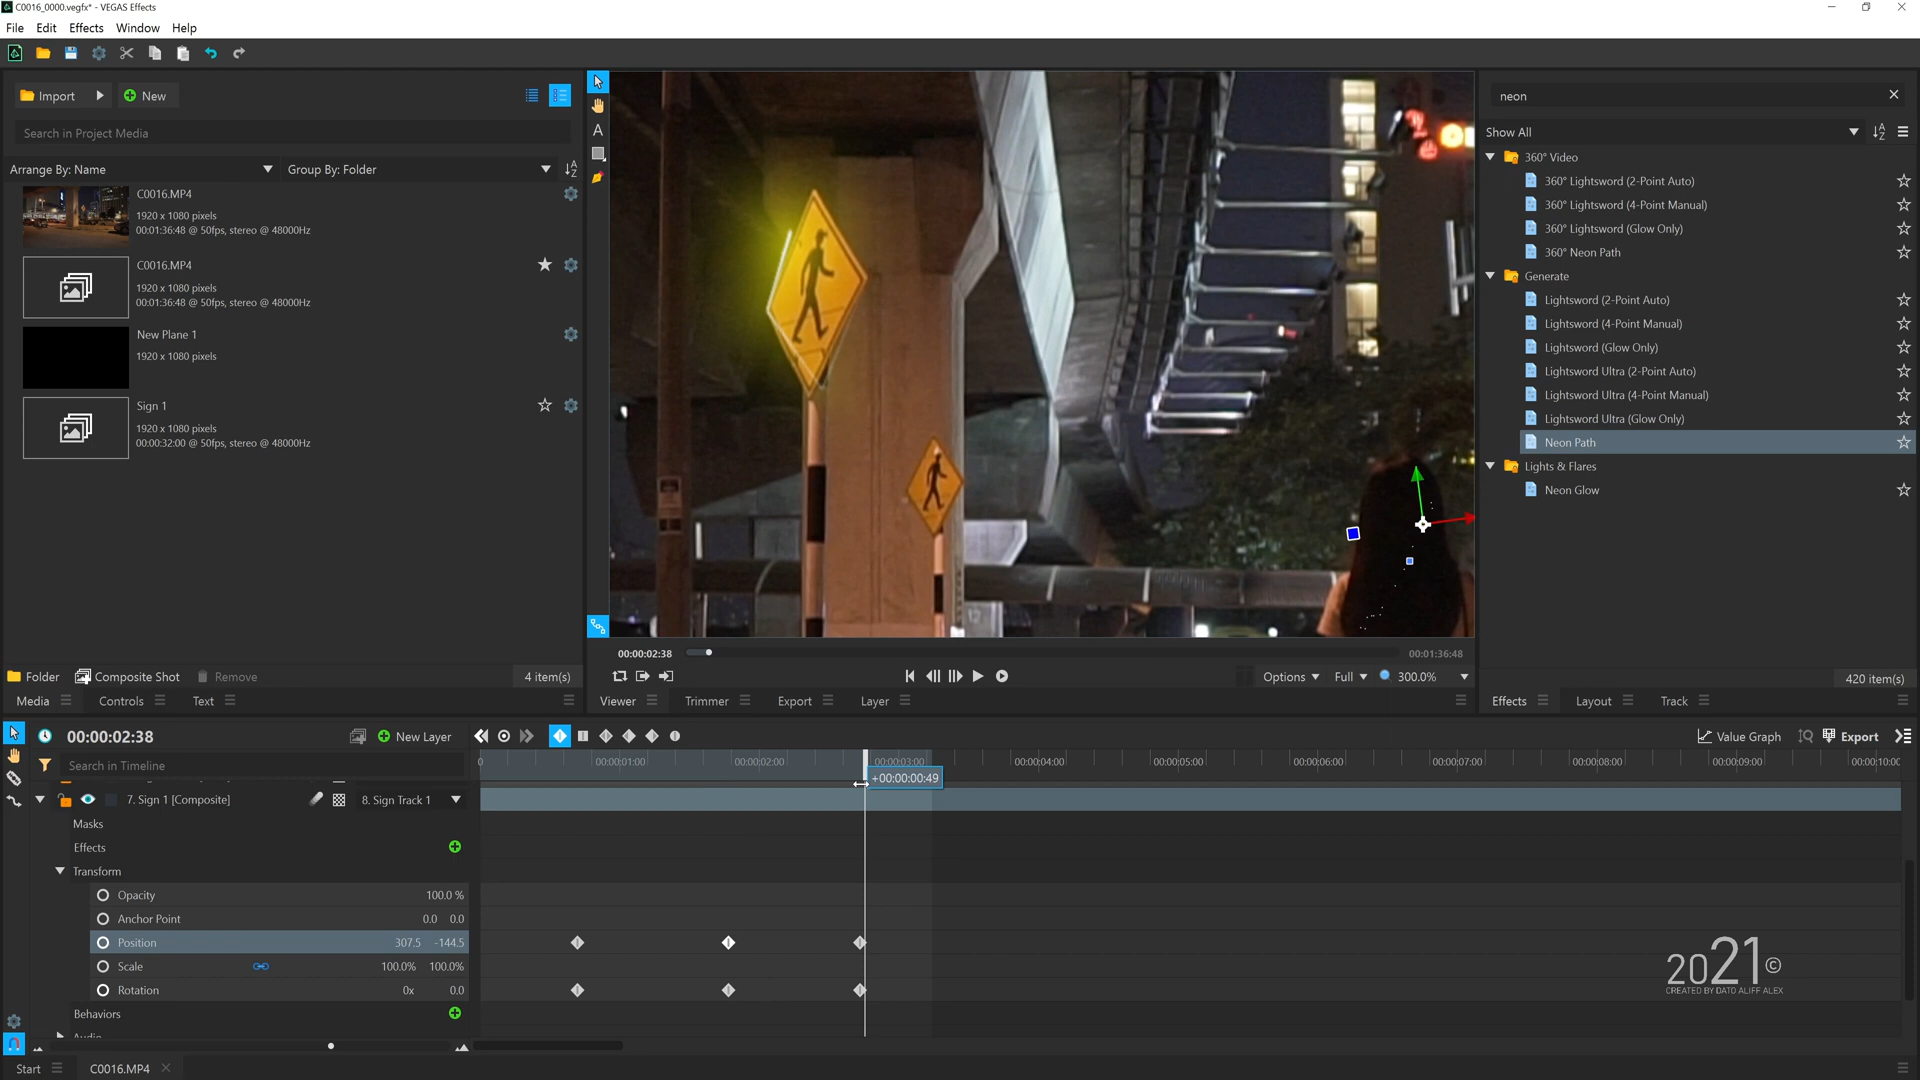 C0016_0000.vegfx* - VEGAS Effects
File Edit Effects Window Help
Import New
Search in Project Media
Arrange By: Name Group By: Folder
C0016.MP4
1920 x 1080 pixels
00:01:36:48 @ 50fps, stereo @ 48000Hz
C0016.MP4
1920 x 1080 pixels
00:01:36:48 @ 50fps, stereo @ 48000Hz
New Plane 1
1920 x 1080 pixels
Sign 1
1920 x 1080 pixels
00:00:32:00 @ 50fps, stereo @ 48000Hz
Folder Composite Shot Remove 4 item(s)
Media Controls Text
A
00:00:02:38 00:01:36:48
Options Full 300.0%
Viewer Trimmer Export Layer
neon
Show All
360° Video
360° Lightsword (2-Point Auto)
360° Lightsword (4-Point Manual)
360° Lightsword (Glow Only)
360° Neon Path
Generate
Lightsword (2-Point Auto)
Lightsword (4-Point Manual)
Lightsword (Glow Only)
Lightsword Ultra (2-Point Auto)
Lightsword Ultra (4-Point Manual)
Lightsword Ultra (Glow Only)
Neon Path
Lights & Flares
Neon Glow
420 item(s)
Effects Layout Track
00:00:02:38 New Layer Value Graph Export
Search in Timeline
0 00:00:01:00 00:00:02:00 00:00:03:00 00:00:04:00 00:00:05:00 00:00:06:00 00:00:07:00 00:00:08:00 00:00:09:00 00:00:10:00
+00:00:00:49
7. Sign 1 [Composite] 8. Sign Track 1
Masks
Effects
Transform
Opacity 100.0 %
Anchor Point 0.0 0.0
Position 307.5 -144.5
Scale 100.0% 100.0%
Rotation 0x 0.0
Behaviors
Audio
2021©
CREATED BY DATO ALIFF ALEX
Start C0016.MP4